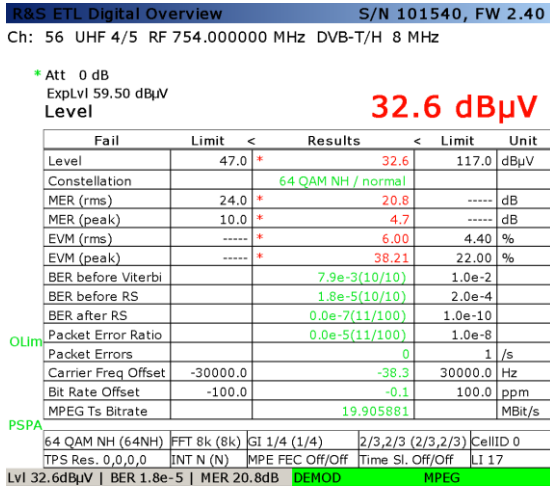 R&S ETL Digital Overview S/N 101540, FW 2.40
Ch: 56 UHF 4/5 RF 754.000000 MHz DVB-T/H 8 MHz
* Att 0 dB
ExpLvl 59.50 dBµV
Level 32.6 dBµV
Fail Limit < Results < Limit Unit
Level 47.0 * 32.6 117.0 dBµV
Constellation 64 QAM NH / normal
MER (rms) 24.0 * 20.8 ----- dB
MER (peak) 10.0 * 4.7 ----- dB
EVM (rms) ----- * 6.00 4.40 %
EVM (peak) ----- * 38.21 22.00 %
BER before Viterbi 7.9e-3(10/10) 1.0e-2
BER before RS 1.8e-5(10/10) 2.0e-4
BER after RS 0.0e-7(11/100) 1.0e-10
OLim
Packet Error Ratio 0.0e-5(11/100) 1.0e-8
Packet Errors 0 1 /s
Carrier Freq Offset -30000.0 -38.3 30000.0 Hz
Bit Rate Offset -100.0 -0.1 100.0 ppm
MPEG Ts Bitrate 19.905881 MBit/s
PSPA
64 QAM NH (64NH) FFT 8k (8k) GI 1/4 (1/4) 2/3,2/3 (2/3,2/3) CellID 0
TPS Res. 0,0,0,0 INT N (N) MPE FEC Off/Off Time Sl. Off/Off LI 17
Lvl 32.6dBµV | BER 1.8e-5 | MER 20.8dB DEMOD MPEG